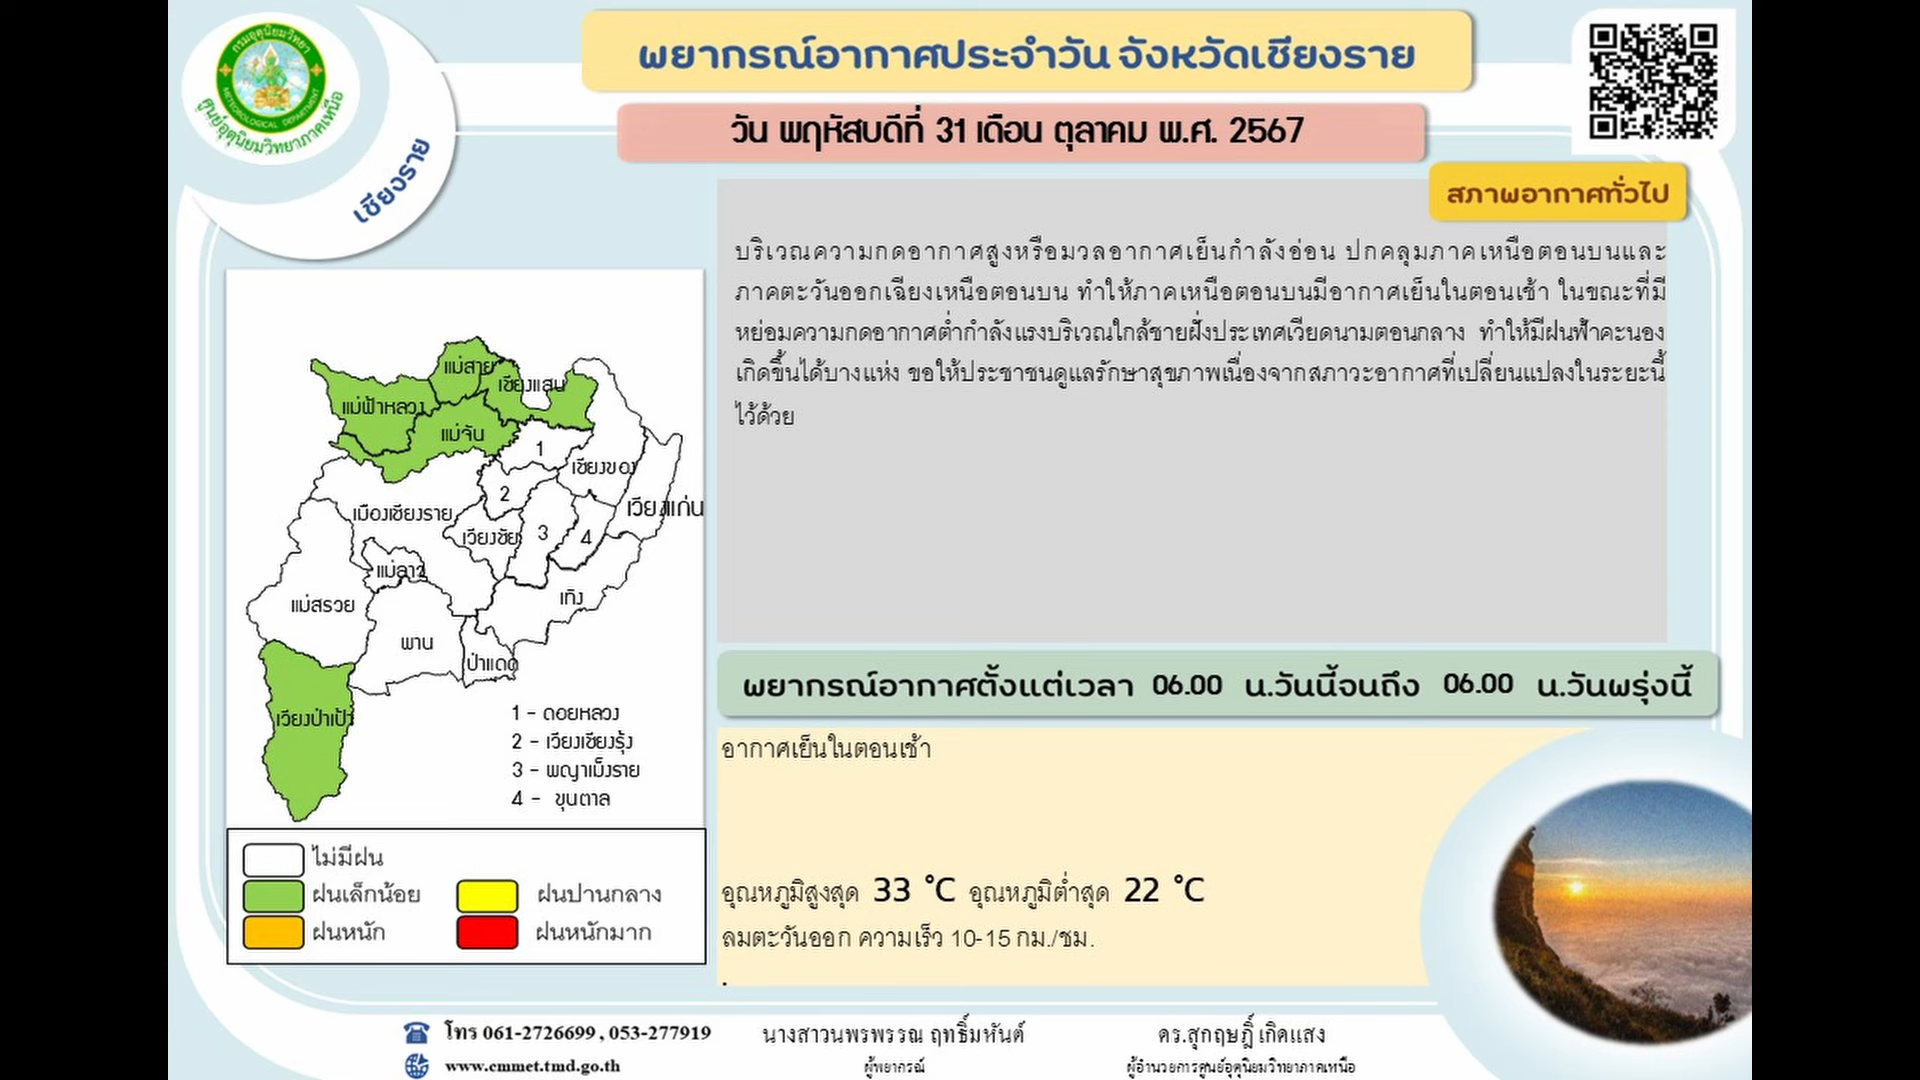 กรมอุตุนิยมวิทยา
METEOROLOGICAL DEPARTMENT
ศูนย์อุตุนิยมวิทยาภาคเหนือ
เชียงราย
พยากรณ์อากาศประจำวัน จังหวัดเชียงราย
วัน พฤหัสบดีที่ 31 เดือน ตุลาคม พ.ศ. 2567
สภาพอากาศทั่วไป
บริเวณความกดอากาศสูงหรือมวลอากาศเย็นกำลังอ่อน ปกคลุมภาคเหนือตอนบนและ
ภาคตะวันออกเฉียงเหนือตอนบน ทำให้ภาคเหนือตอนบนมีอากาศเย็นในตอนเช้า ในขณะที่มี
หย่อมความกดอากาศต่ำกำลังแรงบริเวณใกล้ชายฝั่งประเทศเวียดนามตอนกลาง ทำให้มีฝนฟ้าคะนอง
เกิดขึ้นได้บางแห่ง ขอให้ประชาชนดูแลรักษาสุขภาพเนื่องจากสภาวะอากาศที่เปลี่ยนแปลงในระยะนี้
ไว้ด้วย
แม่สาย
เชียงแสน
แม่ฟ้าหลวง
แม่จัน
1
เชียงของ
2
เวียงแก่น
เมืองเชียงราย
3
เวียงชัย
4
แม่ลาว
เทิง
แม่สรวย
พาน
ป่าแดด
เวียงป่าเป้า
1 - ดอยหลวง
2 - เวียงเชียงรุ้ง
3 - พญาเม็งราย
4 - ขุนตาล
ไม่มีฝน
ฝนเล็กน้อย ฝนปานกลาง
ฝนหนัก ฝนหนักมาก
พยากรณ์อากาศตั้งแต่เวลา 06.00 น.วันนี้จนถึง 06.00 น.วันพรุ่งนี้
อากาศเย็นในตอนเช้า
อุณหภูมิสูงสุด 33 °C อุณหภูมิต่ำสุด 22 °C
ลมตะวันออก ความเร็ว 10-15 กม./ชม.
.
โทร 061-2726699 , 053-277919
www.cmmet.tmd.go.th
นางสาวนพรพรรณ ฤทธิ์มหันต์
ผู้พยากรณ์
ดร.สุกฤษฎิ์ เกิดแสง
ผู้อำนวยการศูนย์อุตุนิยมวิทยาภาคเหนือ